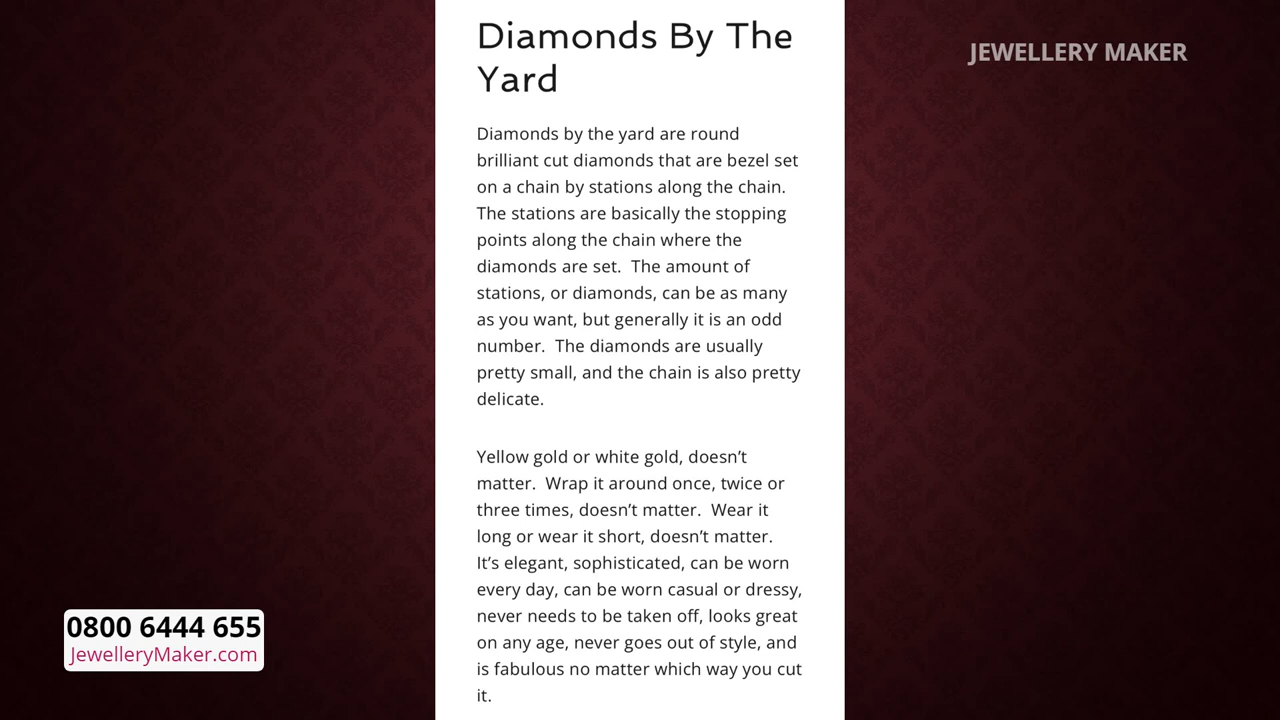 Diamonds By The
Yard
JEWELLERY MAKER
Diamonds by the yard are round
brilliant cut diamonds that are bezel set
on a chain by stations along the chain.
The stations are basically the stopping
points along the chain where the
diamonds are set.  The amount of
stations, or diamonds, can be as many
as you want, but generally it is an odd
number.  The diamonds are usually
pretty small, and the chain is also pretty
delicate.
Yellow gold or white gold, doesn’t
matter.  Wrap it around once, twice or
three times, doesn’t matter.  Wear it
long or wear it short, doesn’t matter.
It’s elegant, sophisticated, can be worn
every day, can be worn casual or dressy,
never needs to be taken off, looks great
on any age, never goes out of style, and
is fabulous no matter which way you cut
it.
0800 6444 655
JewelleryMaker.com